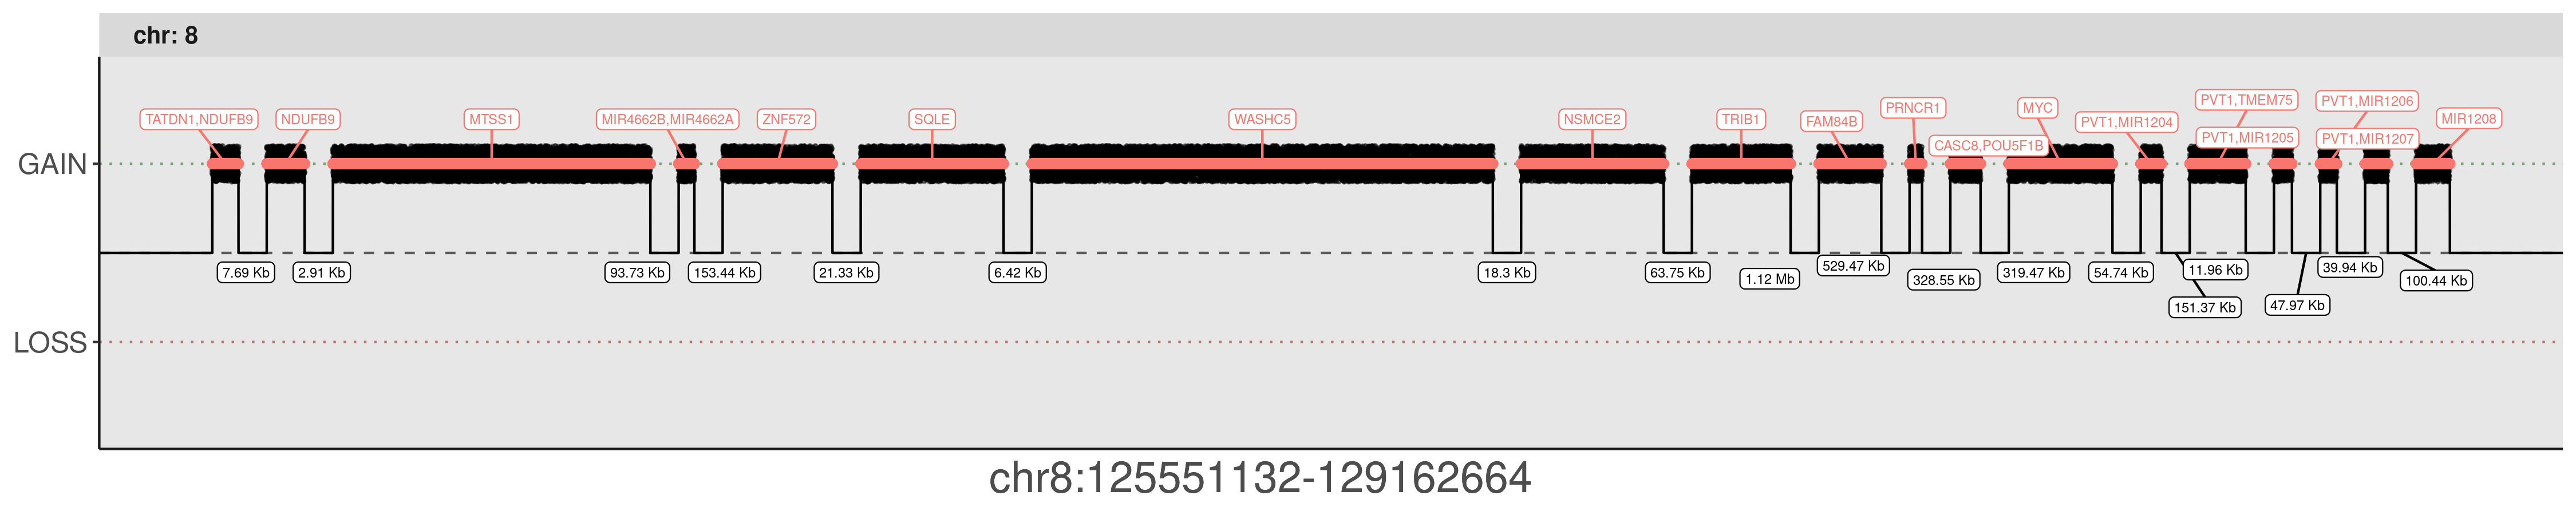 chr: 8
PVT1,TMEM75
PVT1,MIR1206
PRNCR1
MYC
TATDN1,NDUFB9
NDUFB9
MTSS1
MIR4662B,MIR4662A
ZNF572
SQLE
WASHC5
NSMCE2
TRIB1
FAM84B
PVT1,MIR1204
MIR1208
PVT1,MIR1205
PVT1,MIR1207
CASC8,POU5F1B
GAIN
7.69 Kb
2.91 Kb
93.73 Kb
153.44 Kb
21.33 Kb
6.42 Kb
18.3 Kb
63.75 Kb
1.12 Mb
529.47 Kb
328.55 Kb
319.47 Kb
54.74 Kb
11.96 Kb
151.37 Kb
47.97 Kb
39.94 Kb
100.44 Kb
LOSS
chr8:125551132-129162664